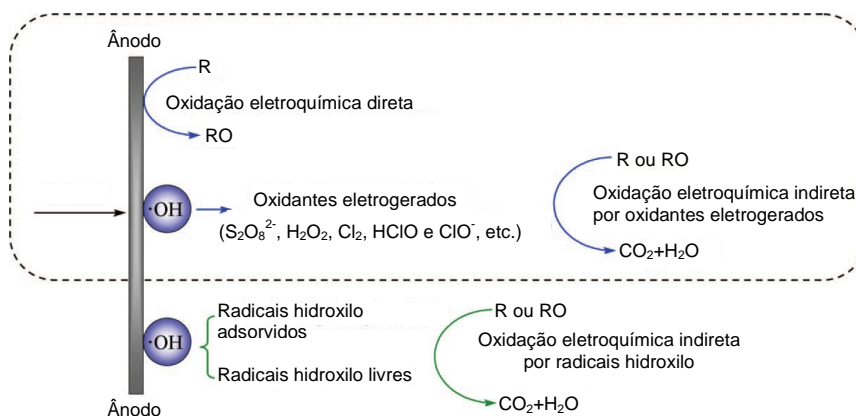 Ânodo
R
Oxidação eletroquímica direta
RO
·OH
Oxidantes eletrogerados
(S₂O₈²⁻, H₂O₂, Cl₂, HClO e ClO⁻, etc.)
R ou RO
Oxidação eletroquímica indireta
por oxidantes eletrogerados
CO₂+H₂O
·OH
Radicais hidroxilo
adsorvidos
Radicais hidroxilo livres
R ou RO
Oxidação eletroquímica indireta
por radicais hidroxilo
CO₂+H₂O
Ânodo